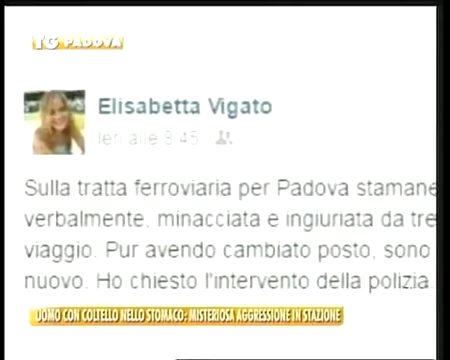 TG PADOVA
Elisabetta Vigato
Ieri alle 8.45
Sulla tratta ferroviaria per Padova stamane
verbalmente, minacciata e ingiuriata da tre
viaggio. Pur avendo cambiato posto, sono
nuovo. Ho chiesto l'intervento della polizia.
UOMO CON COLTELLO NELLO STOMACO: MISTERIOSA AGGRESSIONE IN STAZIONE